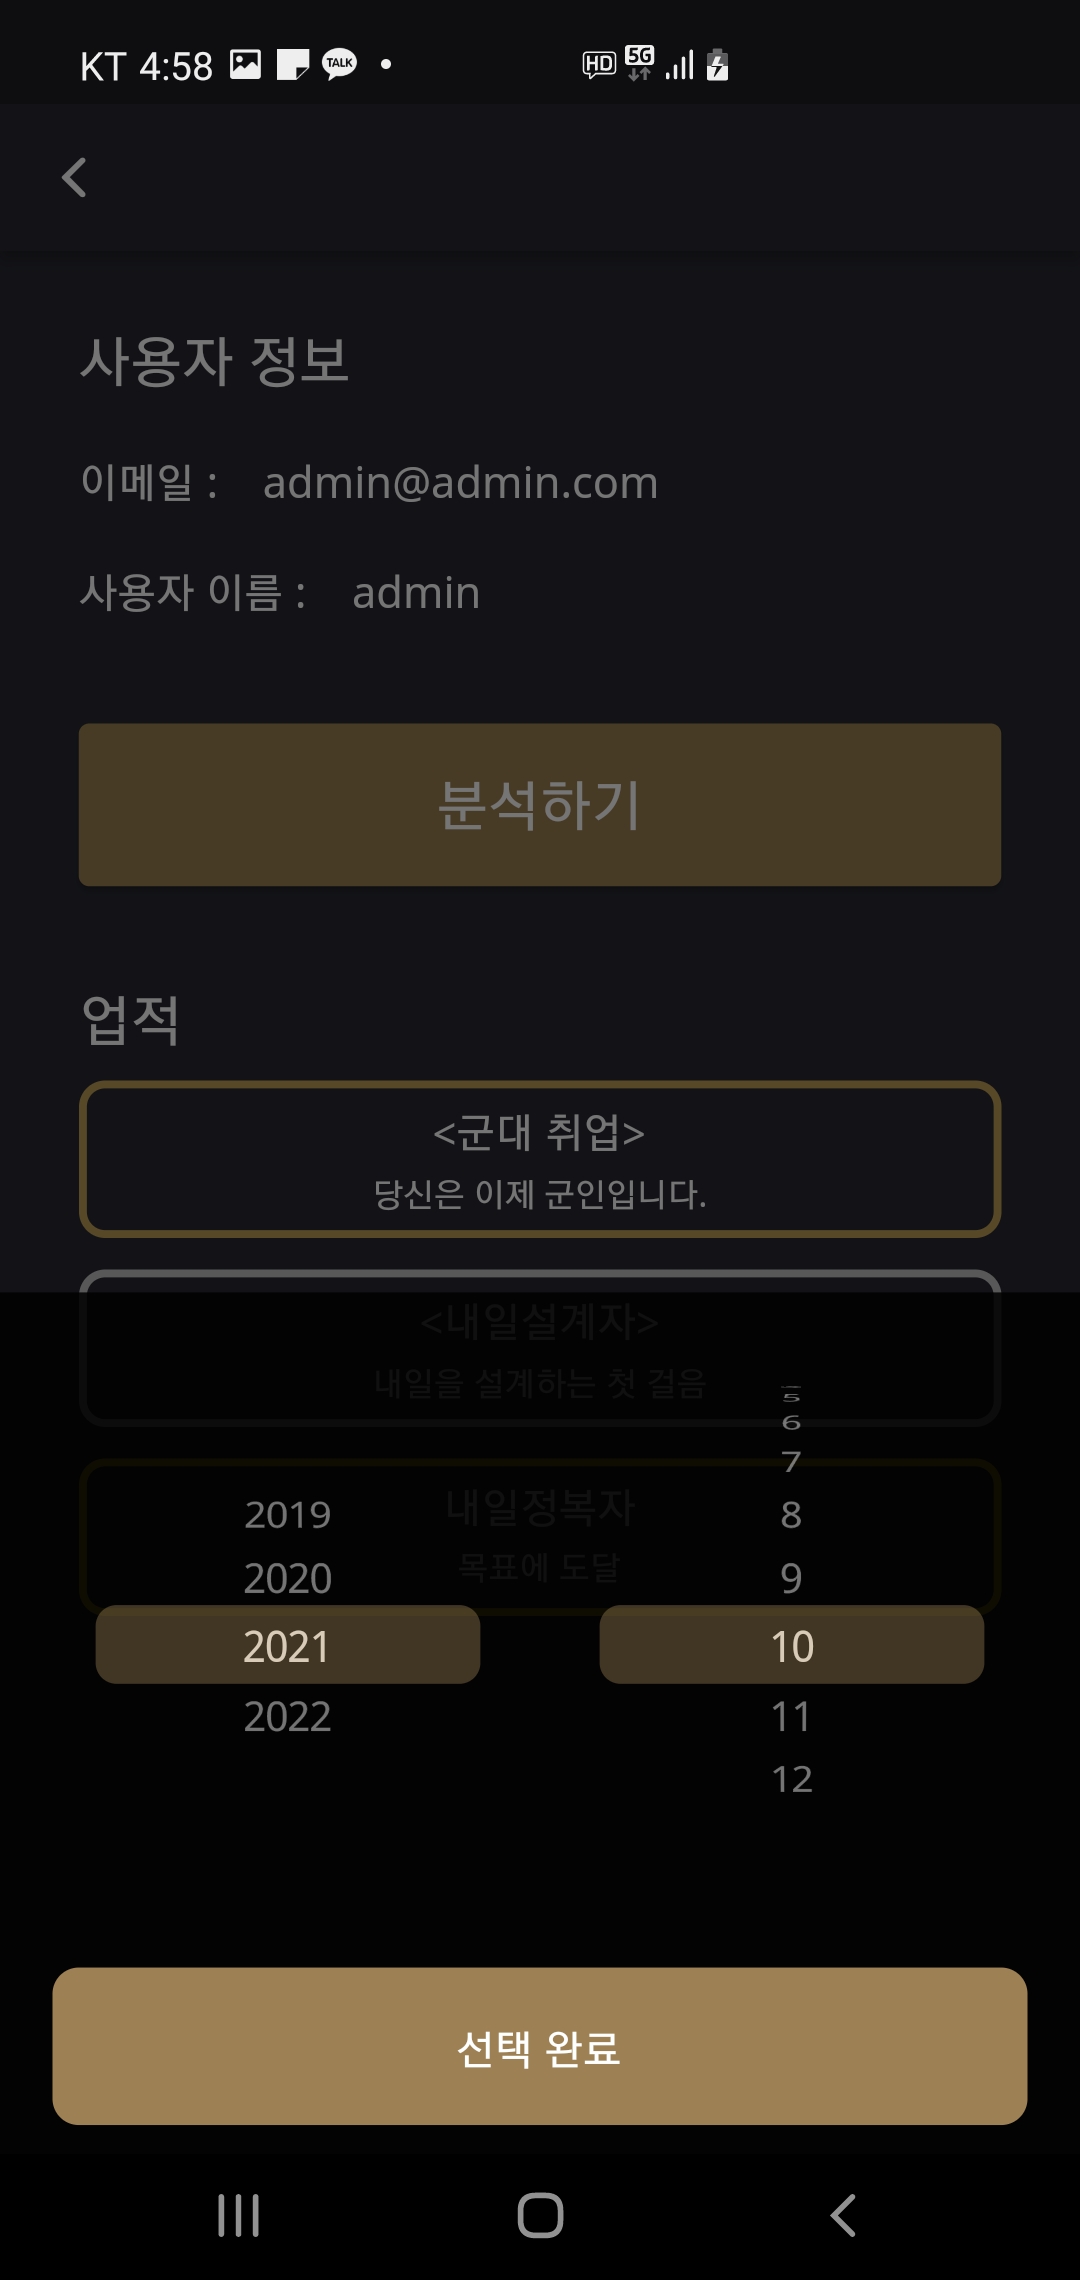 KT 4:58 TALK HD 5G
사용자 정보
이메일 : admin@admin.com
사용자 이름 : admin
분석하기
업적
<군대 취업>
당신은 이제 군인입니다.
<내일설계자>
내일을 설계하는 첫 걸음
5
6
7
내일정복자
2019 8
목표에 도달
2020 9
2021 10
2022 11
12
선택 완료